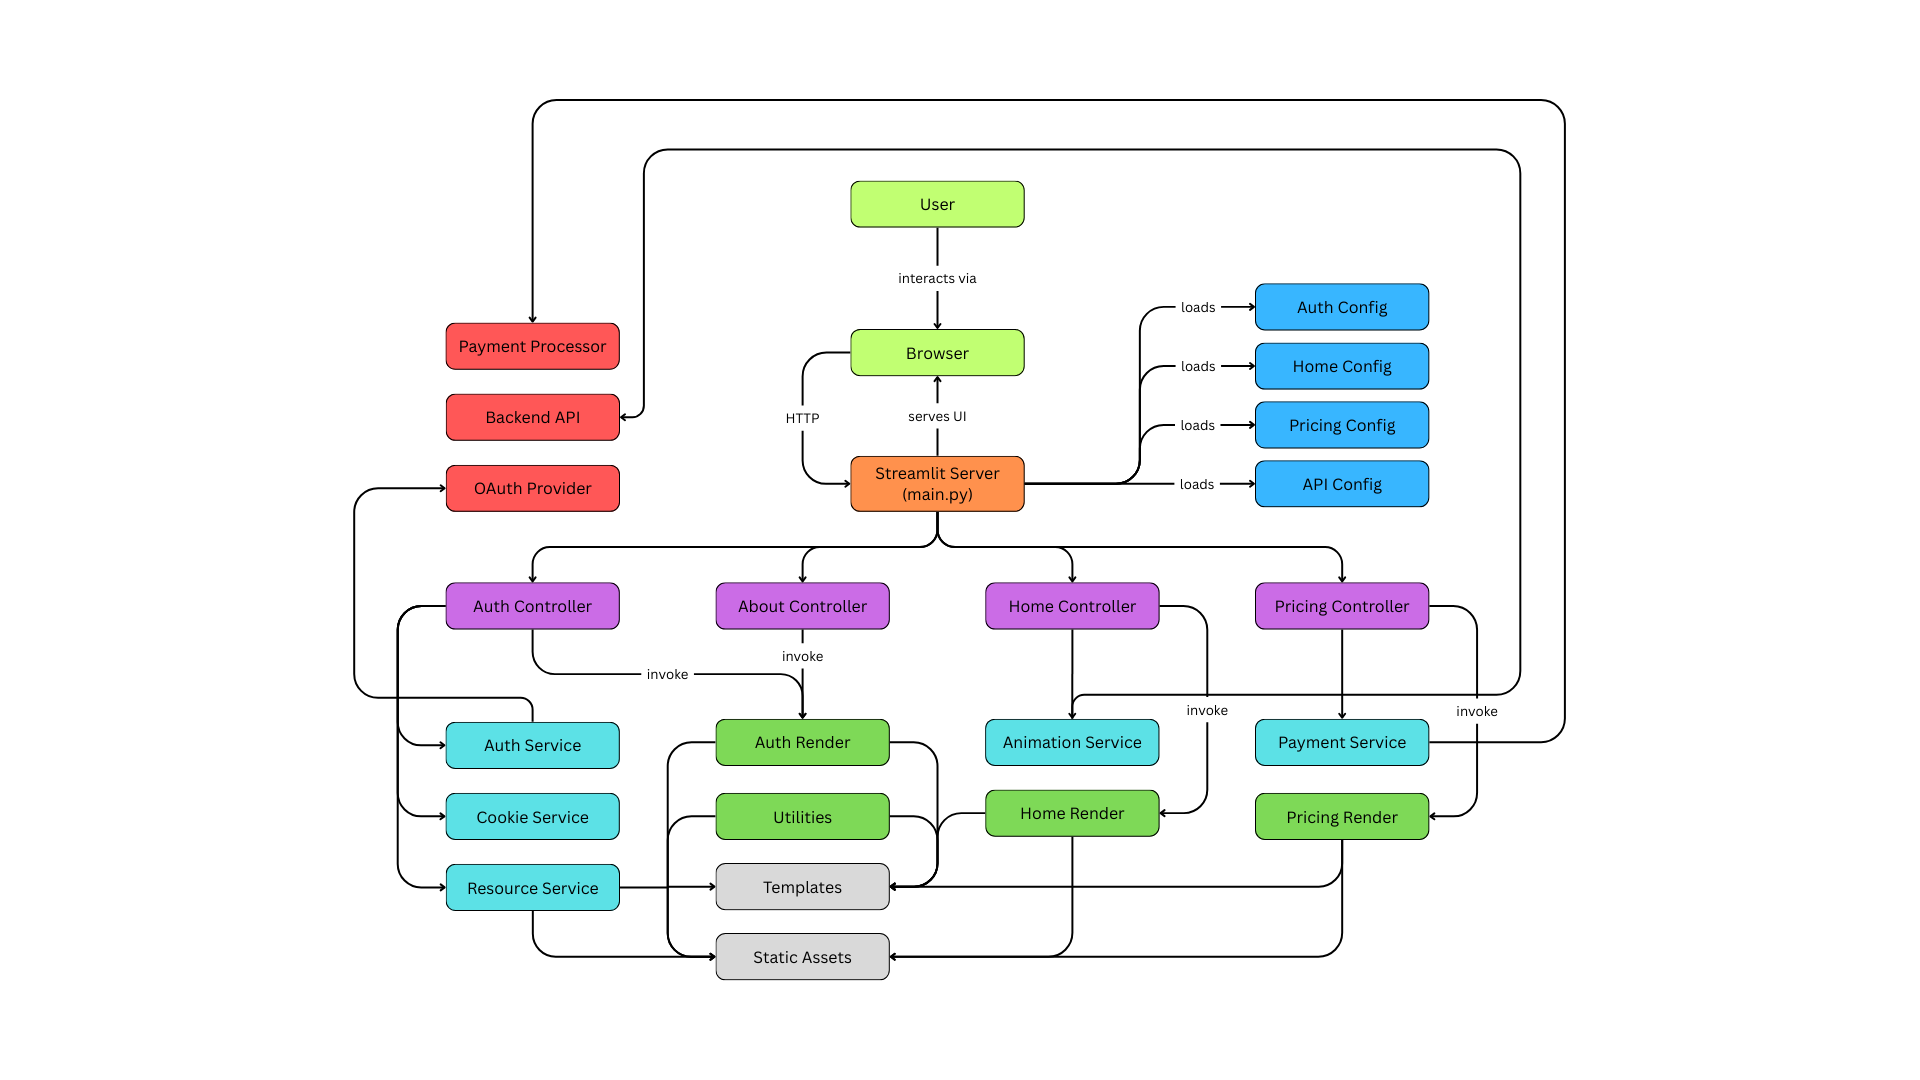 User
interacts via
Browser
HTTP
serves UI
Streamlit Server
(main.py)
loads
Auth Config
loads
Home Config
loads
Pricing Config
loads
API Config
Payment Processor
Backend API
OAuth Provider
Auth Controller
About Controller
Home Controller
Pricing Controller
invoke
invoke
invoke
invoke
Auth Service
Auth Render
Animation Service
Payment Service
Cookie Service
Utilities
Home Render
Pricing Render
Resource Service
Templates
Static Assets